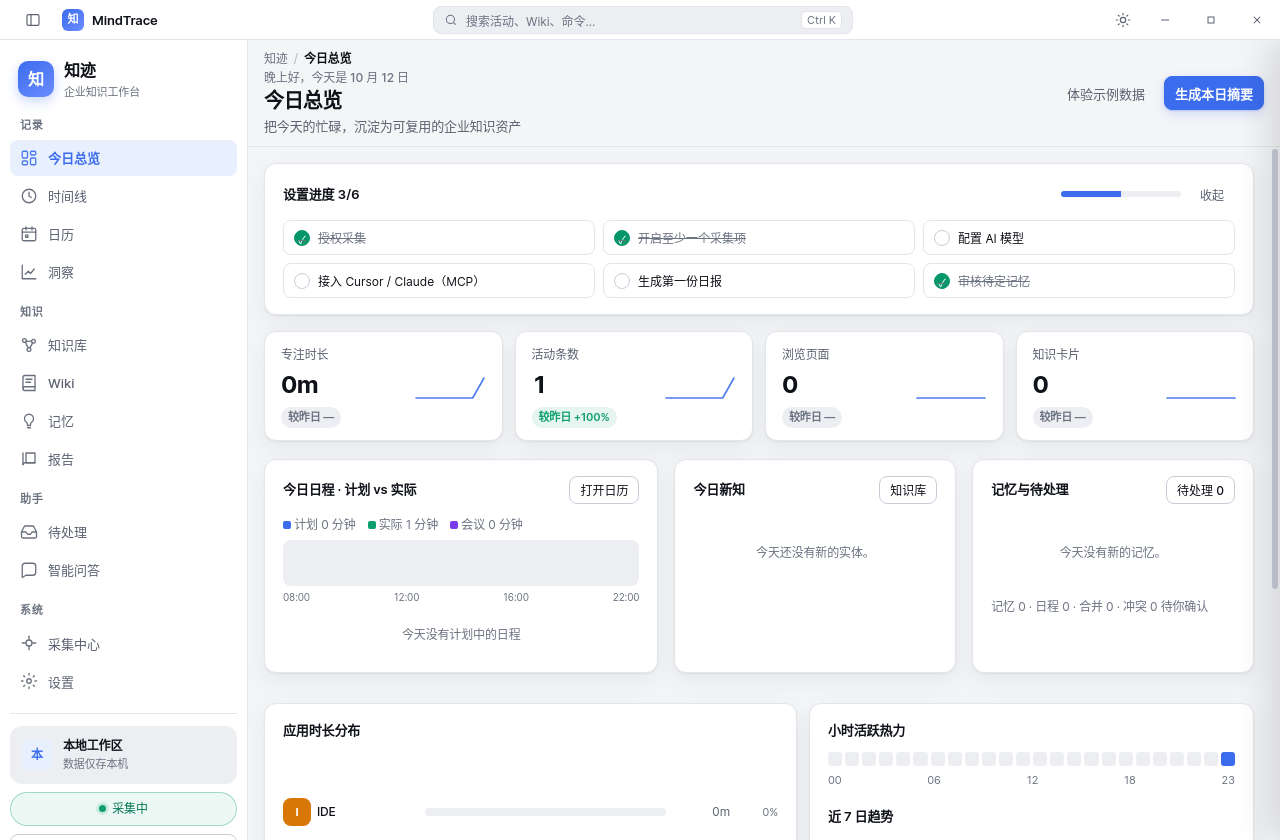 知 MindTrace
搜索活动、Wiki、命令... Ctrl K
知 知迹
企业知识工作台
记录
今日总览
时间线
日历
洞察
知识
知识库
Wiki
记忆
报告
助手
待处理
智能问答
系统
采集中心
设置
本 本地工作区
数据仅存本机
采集中
知迹 / 今日总览
晚上好，今天是 10 月 12 日
今日总览
把今天的忙碌，沉淀为可复用的企业知识资产
体验示例数据 生成本日摘要
设置进度 3/6 收起
授权采集 开启至少一个采集项 配置 AI 模型
接入 Cursor / Claude（MCP） 生成第一份日报 审核待定记忆
专注时长
0m
较昨日 —
活动条数
1
较昨日 +100%
浏览页面
0
较昨日 —
知识卡片
0
较昨日 —
今日日程 · 计划 vs 实际 打开日历
计划 0 分钟 实际 1 分钟 会议 0 分钟
08:00 12:00 16:00 22:00
今天没有计划中的日程
今日新知 知识库
今天还没有新的实体。
记忆与待处理 待处理 0
今天没有新的记忆。
记忆 0 · 日程 0 · 合并 0 · 冲突 0 待你确认
应用时长分布
I IDE 0m 0%
小时活跃热力
00 06 12 18 23
近 7 日趋势